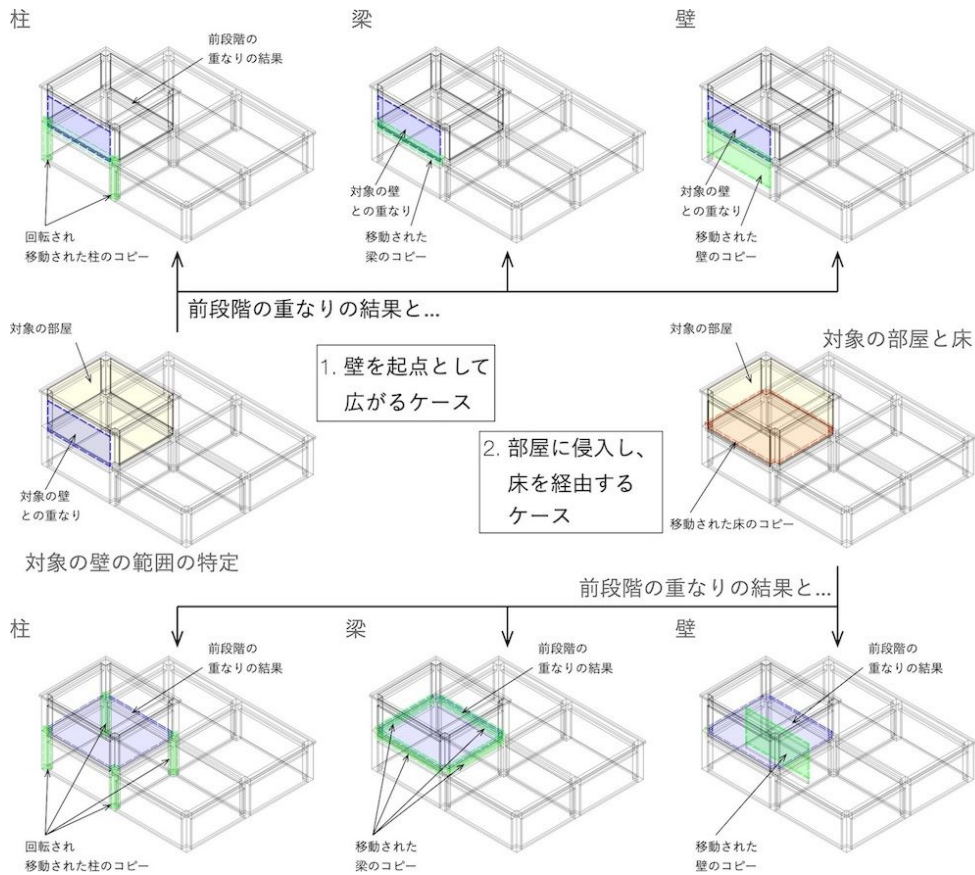 柱
梁
壁
前段階の
重なりの結果
対象の壁
との重なり
対象の壁
との重なり
回転され
移動された柱のコピー
移動された
梁のコピー
移動された
壁のコピー
前段階の重なりの結果と...
対象の部屋
対象の部屋
対象の部屋と床
1. 壁を起点として
広がるケース
2. 部屋に侵入し、
床を経由する
ケース
対象の壁
との重なり
移動された床のコピー
対象の壁の範囲の特定
前段階の重なりの結果と...
柱
梁
壁
前段階の
重なりの結果
前段階の
重なりの結果
前段階の
重なりの結果
回転され
移動された柱のコピー
移動された
梁のコピー
移動された
壁のコピー